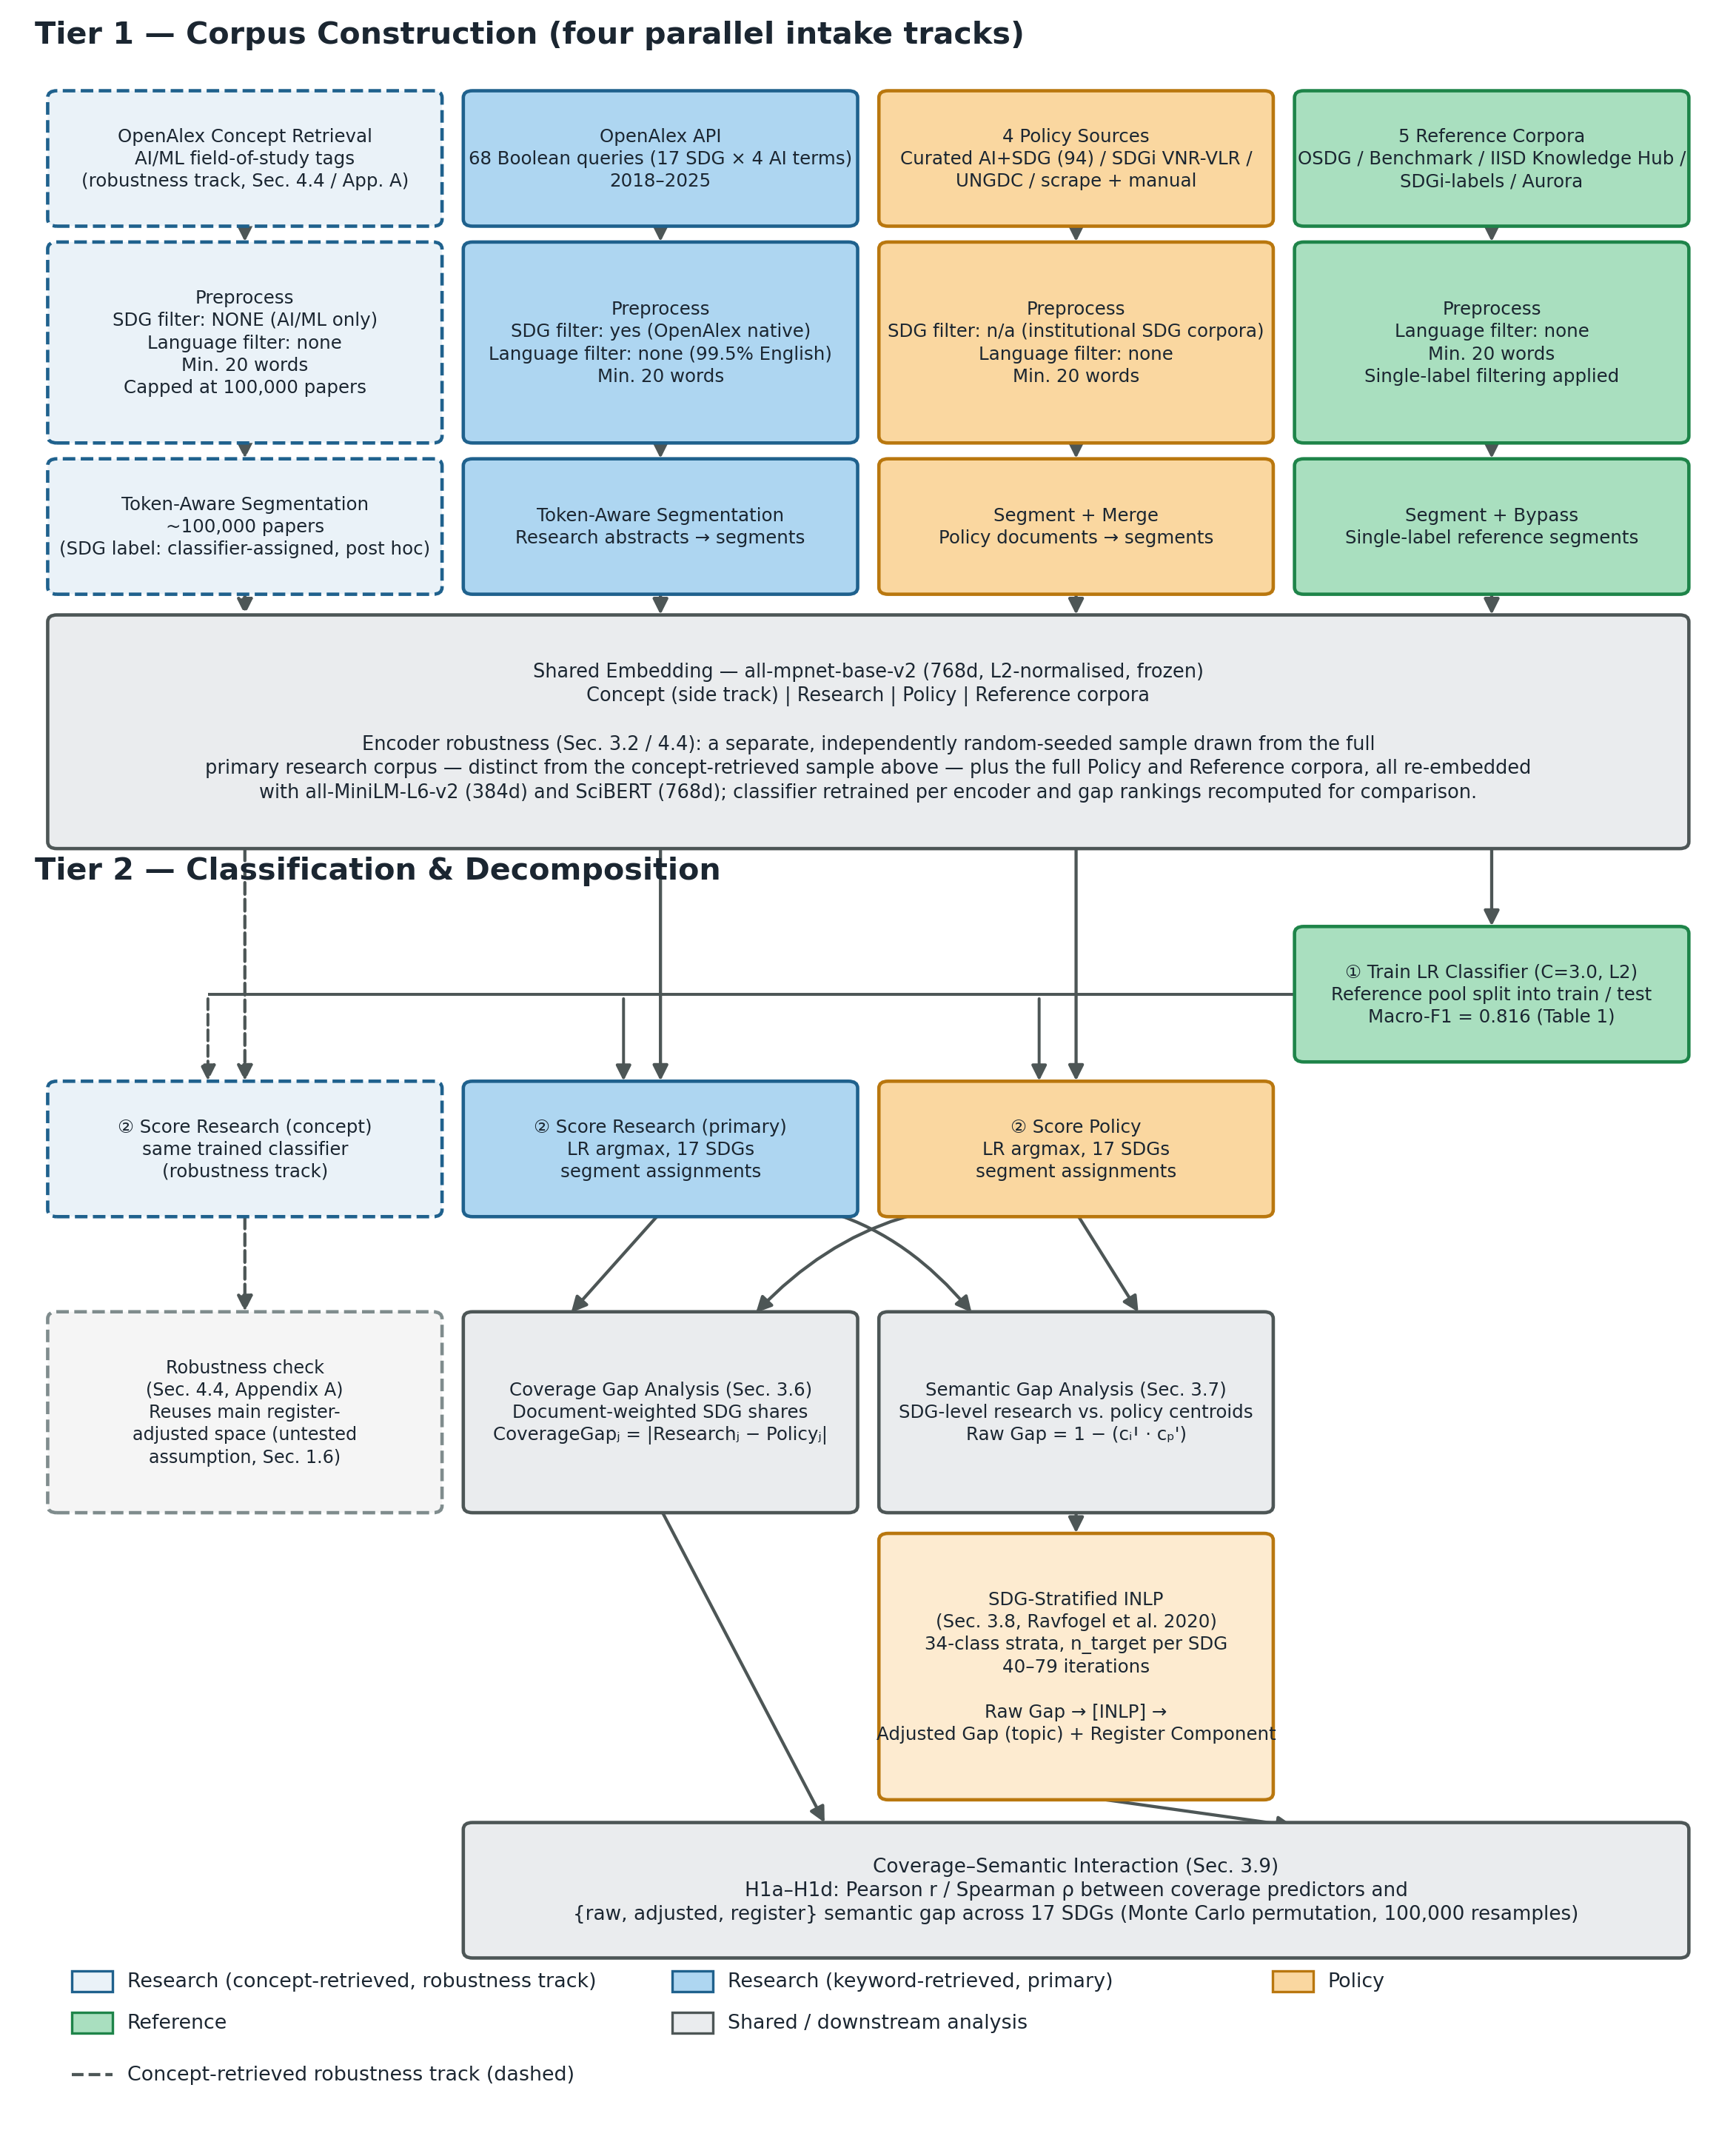 Tier 1 — Corpus Construction (four parallel intake tracks)
OpenAlex Concept Retrieval
AI/ML field-of-study tags
(robustness track, Sec. 4.4 / App. A)
OpenAlex API
68 Boolean queries (17 SDG × 4 AI terms)
2018–2025
4 Policy Sources
Curated AI+SDG (94) / SDGi VNR-VLR /
UNGDC / scrape + manual
5 Reference Corpora
OSDG / Benchmark / IISD Knowledge Hub /
SDGi-labels / Aurora
Preprocess
SDG filter: NONE (AI/ML only)
Language filter: none
Min. 20 words
Capped at 100,000 papers
Preprocess
SDG filter: yes (OpenAlex native)
Language filter: none (99.5% English)
Min. 20 words
Preprocess
SDG filter: n/a (institutional SDG corpora)
Language filter: none
Min. 20 words
Preprocess
Language filter: none
Min. 20 words
Single-label filtering applied
Token-Aware Segmentation
~100,000 papers
(SDG label: classifier-assigned, post hoc)
Token-Aware Segmentation
Research abstracts → segments
Segment + Merge
Policy documents → segments
Segment + Bypass
Single-label reference segments
Shared Embedding — all-mpnet-base-v2 (768d, L2-normalised, frozen)
Concept (side track) | Research | Policy | Reference corpora
Encoder robustness (Sec. 3.2 / 4.4): a separate, independently random-seeded sample drawn from the full
primary research corpus — distinct from the concept-retrieved sample above — plus the full Policy and Reference corpora, all re-embedded
with all-MiniLM-L6-v2 (384d) and SciBERT (768d); classifier retrained per encoder and gap rankings recomputed for comparison.
Tier 2 — Classification & Decomposition
① Train LR Classifier (C=3.0, L2)
Reference pool split into train / test
Macro-F1 = 0.816 (Table 1)
② Score Research (concept)
same trained classifier
(robustness track)
② Score Research (primary)
LR argmax, 17 SDGs
segment assignments
② Score Policy
LR argmax, 17 SDGs
segment assignments
Robustness check
(Sec. 4.4, Appendix A)
Reuses main register-
adjusted space (untested
assumption, Sec. 1.6)
Coverage Gap Analysis (Sec. 3.6)
Document-weighted SDG shares
CoverageGapⱼ = |Researchⱼ − Policyⱼ|
Semantic Gap Analysis (Sec. 3.7)
SDG-level research vs. policy centroids
Raw Gap = 1 − (cᵢᴵ · cₚ')
SDG-Stratified INLP
(Sec. 3.8, Ravfogel et al. 2020)
34-class strata, n_target per SDG
40–79 iterations
Raw Gap → [INLP] →
Adjusted Gap (topic) + Register Component
Coverage–Semantic Interaction (Sec. 3.9)
H1a–H1d: Pearson r / Spearman ρ between coverage predictors and
{raw, adjusted, register} semantic gap across 17 SDGs (Monte Carlo permutation, 100,000 resamples)
Research (concept-retrieved, robustness track)
Research (keyword-retrieved, primary)
Policy
Reference
Shared / downstream analysis
Concept-retrieved robustness track (dashed)